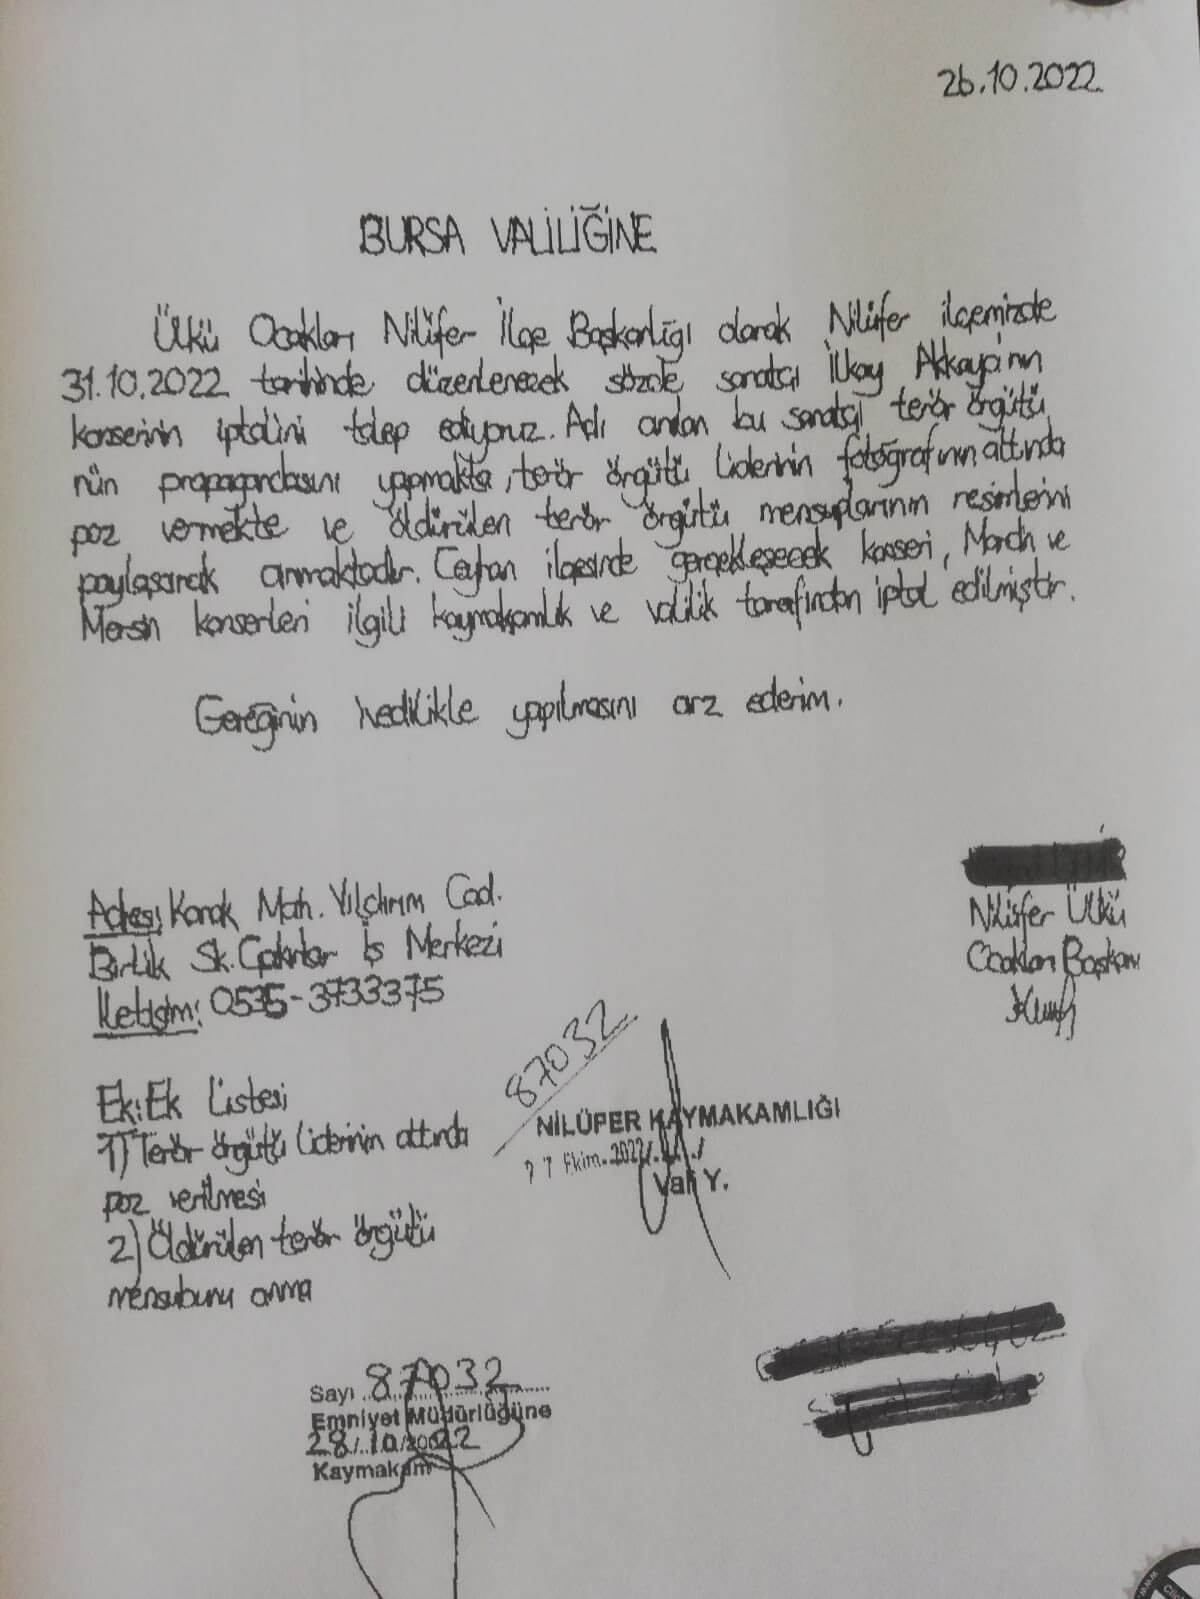 26.10.2022
BURSA VALİLİĞİNE
Ülkü Ocakları Nilüfer İlçe Başkanlığı olarak Nilüfer ilçemizde
31.10.2022 tarihinde düzenlenecek sözde sanatçı İlkay Akkaya'nın
konserinin iptalini talep ediyoruz. Adı anılan bu sanatçı terör örgütü
nün propagandasını yapmakta, terör örgütü liderinin fotoğrafının altında
poz vermekte ve öldürülen terör örgütü mensuplarının resimlerini
paylaşarak anmaktadır. Ceyhan ilçesinde gerçekleşecek konseri, Mardin ve
Mersin konserleri ilgili kaymakamlık ve valilik tarafından iptal edilmiştir.
Gereğinin ivedilikle yapılmasını arz ederim.
Nilüfer Ülkü
Ocakları Başkanı
Adres: Konak Mah. Yıldırım Cad.
Birlik Sk. İş Merkezi
İletişim: 0535-3733375
Ek: Ek Listesi
1) Terör örgütü liderinin altında
poz verilmesi
2) Öldürülen terör örgütü
mensubunu anma
87032
NİLÜFER KAYMAKAMLIĞI
27 Ekim. 2022
Vali Y.
Sayı 87032
Emniyet Müdürlüğüne
28/10/2022
Kaymakam